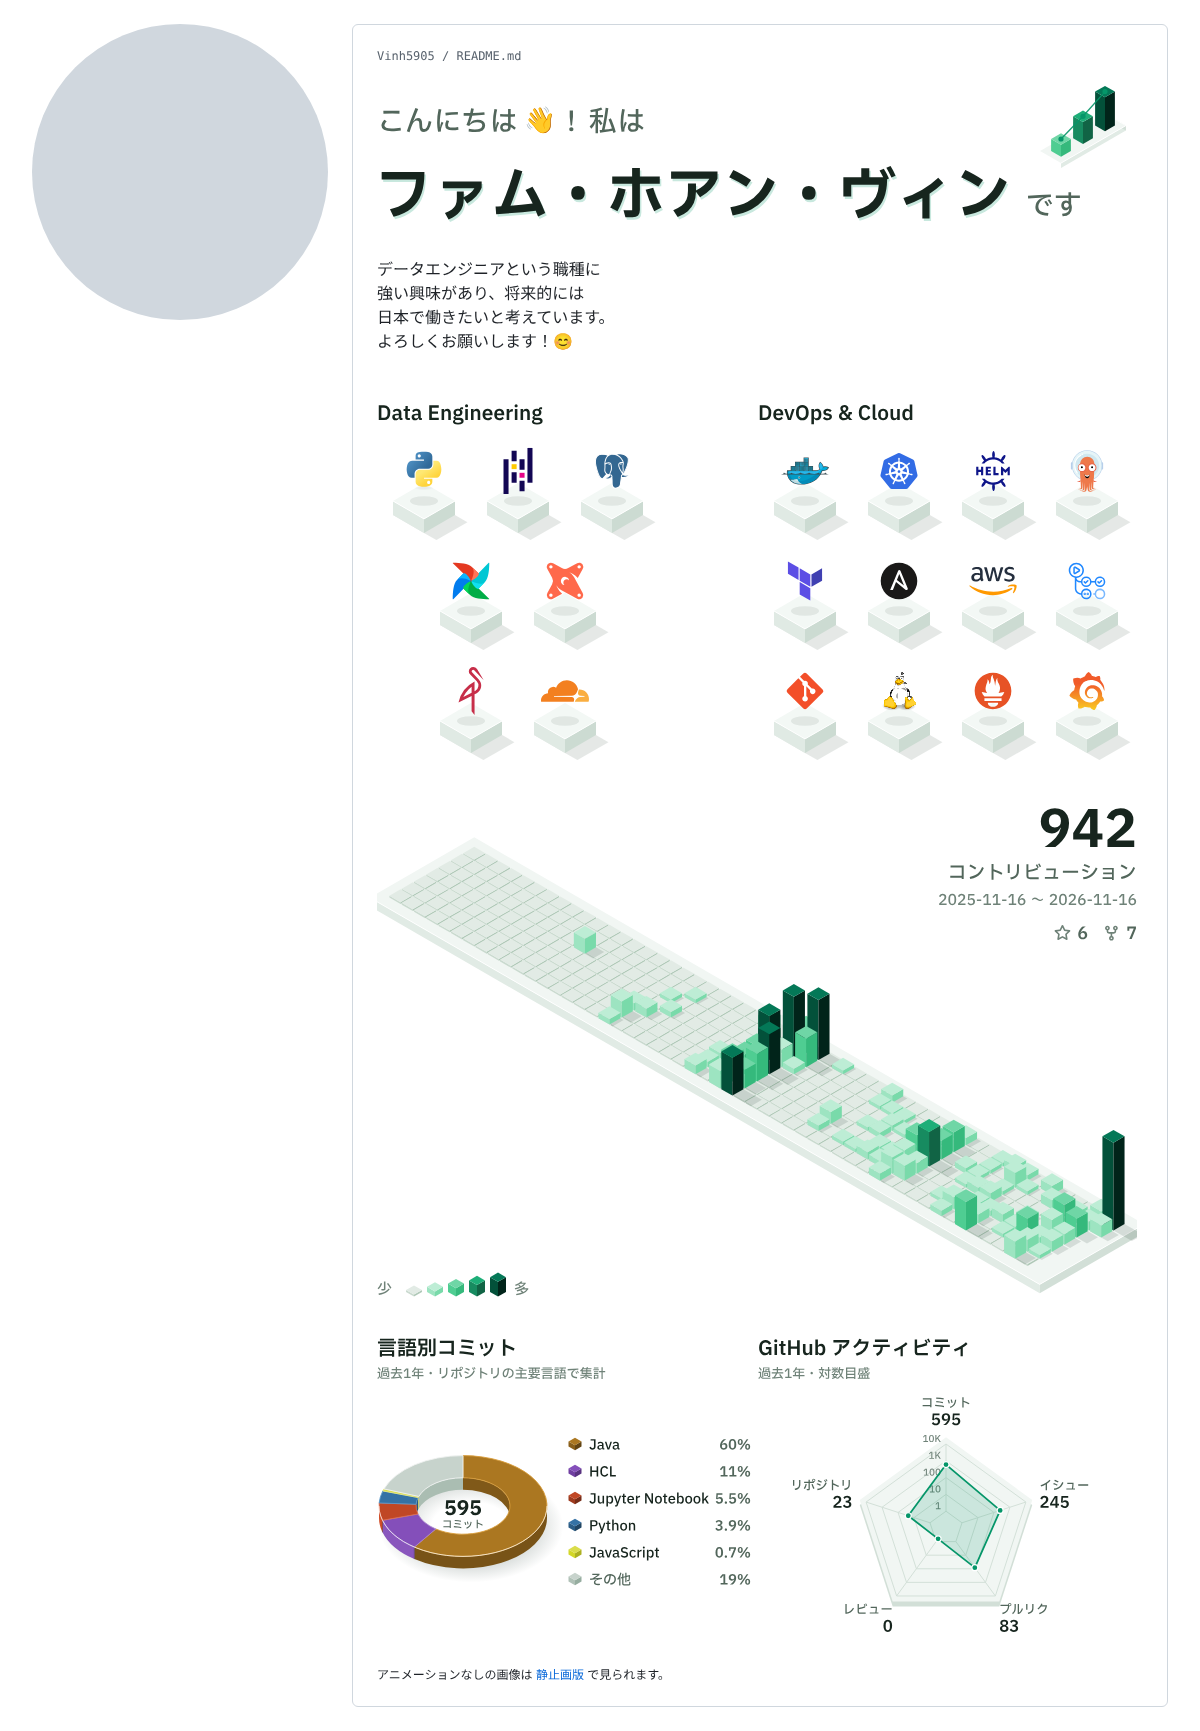 Vinh5905 / README.md
こんにちは 👋 ! 私は
ファム・ホアン・ヴィン です
データエンジニアという職種に
強い興味があり、将来的には
日本で働きたいと考えています。
よろしくお願いします！😊
Data Engineering
DevOps & Cloud
HELM
aws
942
コントリビューション
2025-11-16 〜 2026-11-16
6 7
少 多
言語別コミット
過去1年・リポジトリの主要言語で集計
595
コミット
Java 60%
HCL 11%
Jupyter Notebook 5.5%
Python 3.9%
JavaScript 0.7%
その他 19%
GitHub アクティビティ
過去1年・対数目盛
コミット
595
10K
1K
100
10
1
リポジトリ
23
イシュー
245
レビュー
0
プルリク
83
アニメーションなしの画像は 静止画版 で見られます。